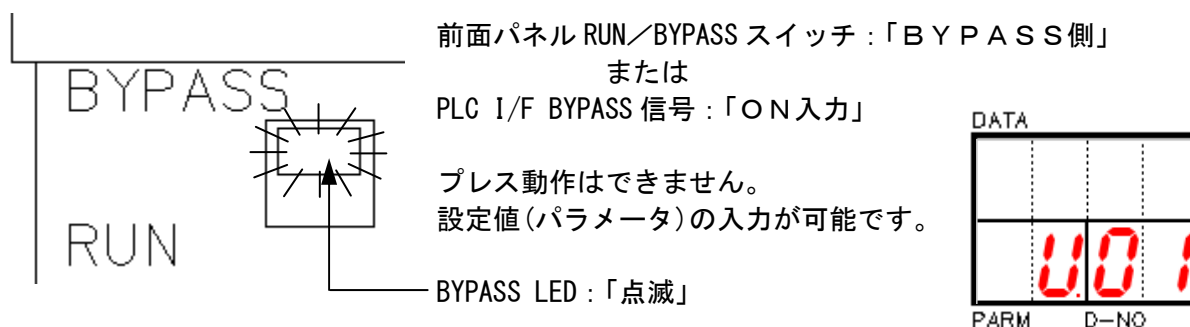 前面パネル RUN／BYPASS スイッチ：「ＢＹＰＡＳＳ側」
または
PLC I/F BYPASS 信号：「ＯＮ入力」
プレス動作はできません。
設定値(パラメータ)の入力が可能です。
BYPASS LED：「点滅」
BYPASS
RUN
DATA
U.01
PARM D-NO